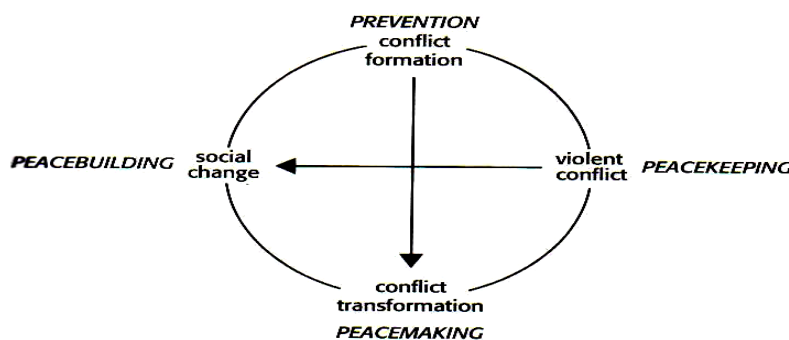 PREVENTION
conflict
formation
PEACEBUILDING
social
change
violent
conflict
PEACEKEEPING
conflict
transformation
PEACEMAKING